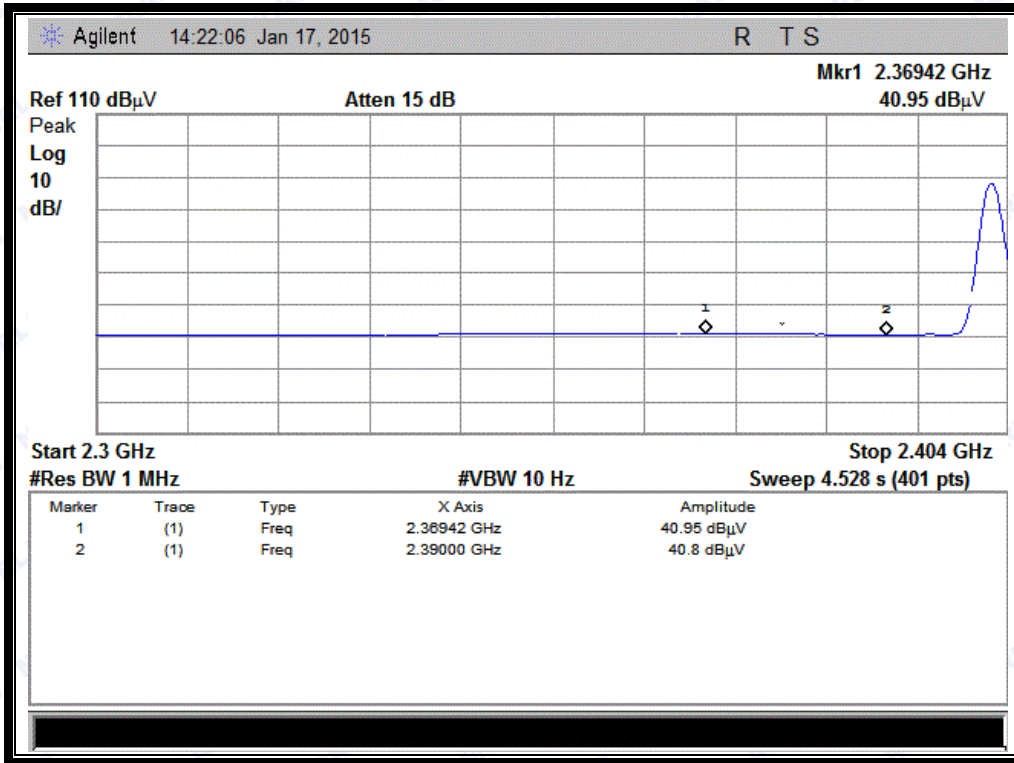 Agilent 14:22:06 Jan 17, 2015 R T S
Mkr1 2.36942 GHz
Ref 110 dBμV Atten 15 dB 40.95 dBμV
Peak
Log
10
dB/
1
2
Start 2.3 GHz Stop 2.404 GHz
#Res BW 1 MHz #VBW 10 Hz Sweep 4.528 s (401 pts)
Marker Trace Type X Axis Amplitude
1 (1) Freq 2.36942 GHz 40.95 dBμV
2 (1) Freq 2.39000 GHz 40.8 dBμV